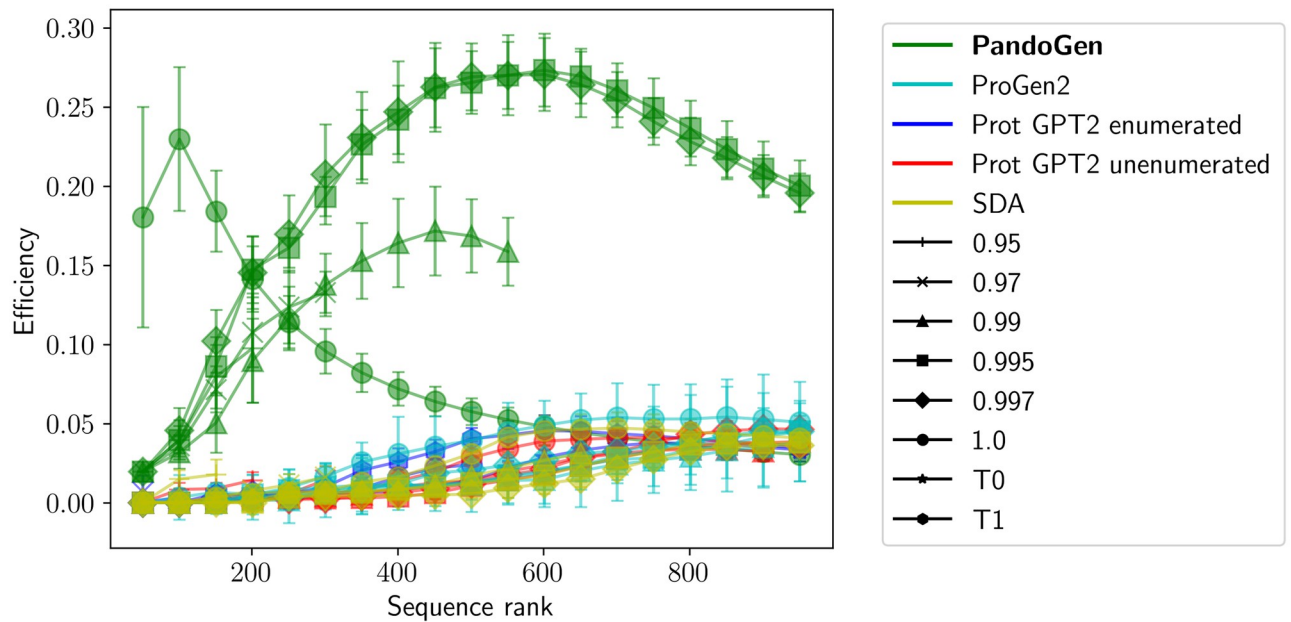 0.30
0.25
0.20
0.15
0.10
0.05
0.00
Efficiency
200 400 600 800
Sequence rank
PandoGen
ProGen2
Prot GPT2 enumerated
Prot GPT2 unenumerated
SDA
0.95
0.97
0.99
0.995
0.997
1.0
T0
T1